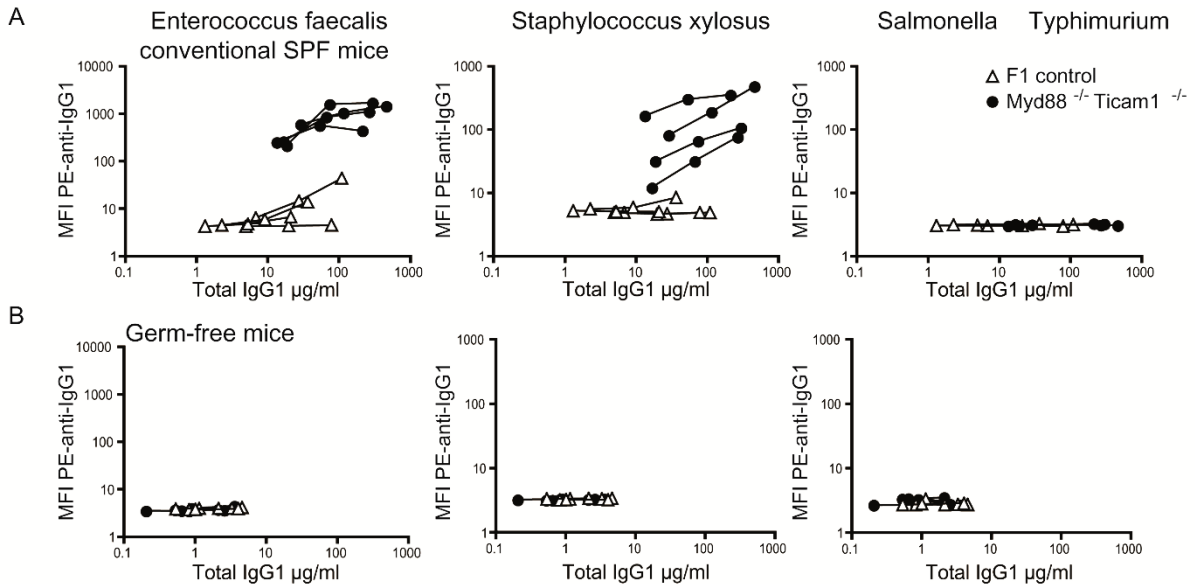 A
Enterococcus faecalis
conventional SPF mice
Staphylococcus xylosus
Salmonella Typhimurium
F1 control
Myd88 -/- Ticam1 -/-
MFI PE-anti-IgG1
10000
1000
100
10
1
0.1 1 10 100 1000
Total IgG1 µg/ml
MFI PE-anti-IgG1
1000
100
10
1
0.1 1 10 100 1000
Total IgG1 µg/ml
MFI PE-anti-IgG1
1000
100
10
1
0.1 1 10 100 1000
Total IgG1 µg/ml
B
Germ-free mice
MFI PE-anti-IgG1
10000
1000
100
10
1
0.1 1 10 100 1000
Total IgG1 µg/ml
MFI PE-anti-IgG1
1000
100
10
1
0.1 1 10 100 1000
Total IgG1 µg/ml
MFI PE-anti-IgG1
1000
100
10
1
0.1 1 10 100 1000
Total IgG1 µg/ml